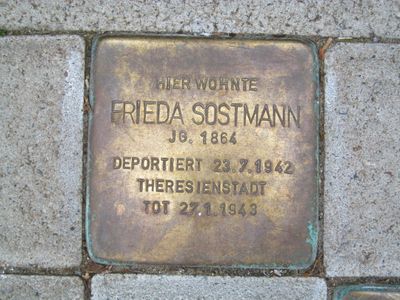 HIER WOHNTE
FRIEDA SOSTMANN
JG. 1864
DEPORTIERT 23.7.1942
THERESIENSTADT
TOT 27.1.1943